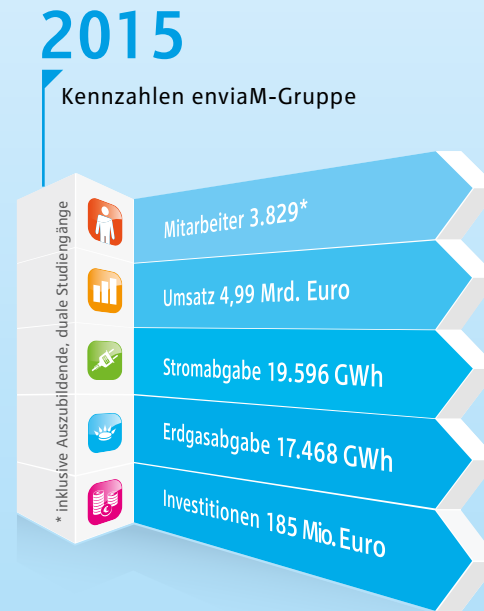 2015
Kennzahlen enviaM-Gruppe
Mitarbeiter 3.829*
Umsatz 4,99 Mrd. Euro
Stromabgabe 19.596 GWh
Erdgasabgabe 17.468 GWh
Investitionen 185 Mio. Euro
* inklusive Auszubildende, duale Studiengänge